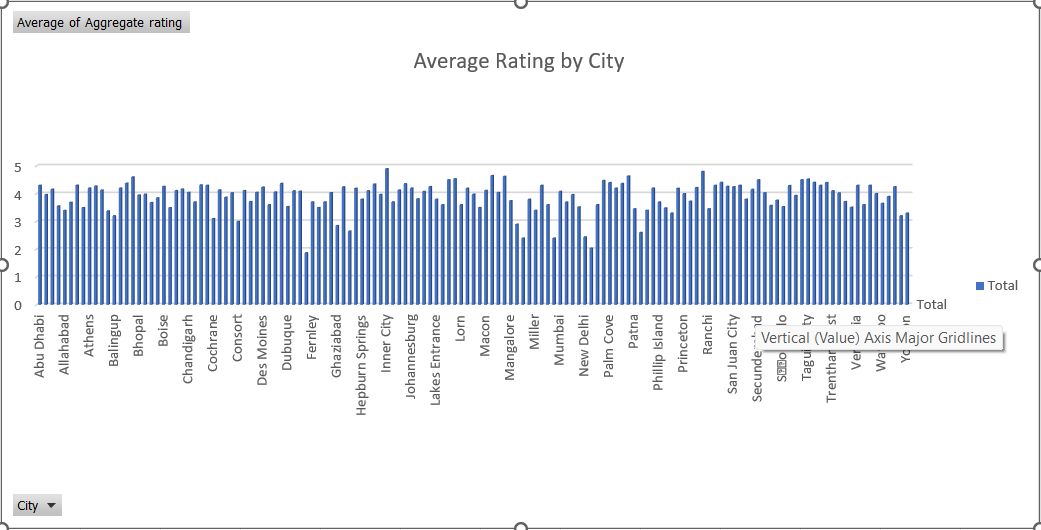 Average of Aggregate rating
Average Rating by City
5
4
3
2
1
0
Total
Total
Abu Dhabi
Allahabad
Athens
Balingup
Bhopal
Boise
Chandigarh
Cochrane
Consort
Des Moines
Dubuque
Fernley
Ghaziabad
Hepburn Springs
Inner City
Johannesburg
Lakes Entrance
Lorn
Macon
Mangalore
Miller
Mumbai
New Delhi
Palm Cove
Patna
Phillip Island
Princeton
Ranchi
San Juan City
Vertical (Value) Axis Major Gridlines
City